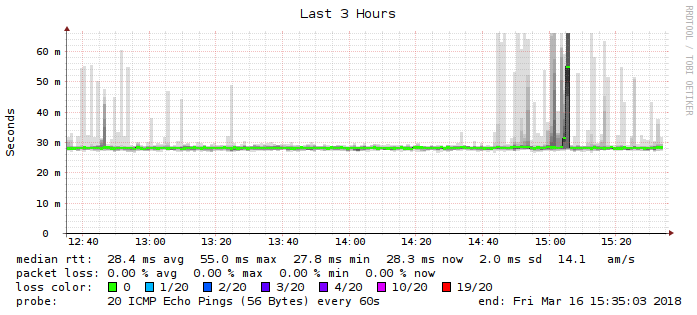 Last 3 Hours
RRDTOOL / TOBI OETIKER
Seconds
60 m
50 m
40 m
30 m
20 m
10 m
0
12:40 13:00 13:20 13:40 14:00 14:20 14:40 15:00 15:20
median rtt: 28.4 ms avg 55.0 ms max 27.8 ms min 28.3 ms now 2.0 ms sd 14.1 am/s
packet loss: 0.00 % avg 0.00 % max 0.00 % min 0.00 % now
loss color: 0 1/20 2/20 3/20 4/20 10/20 19/20
probe: 20 ICMP Echo Pings (56 Bytes) every 60s end: Fri Mar 16 15:35:03 2018